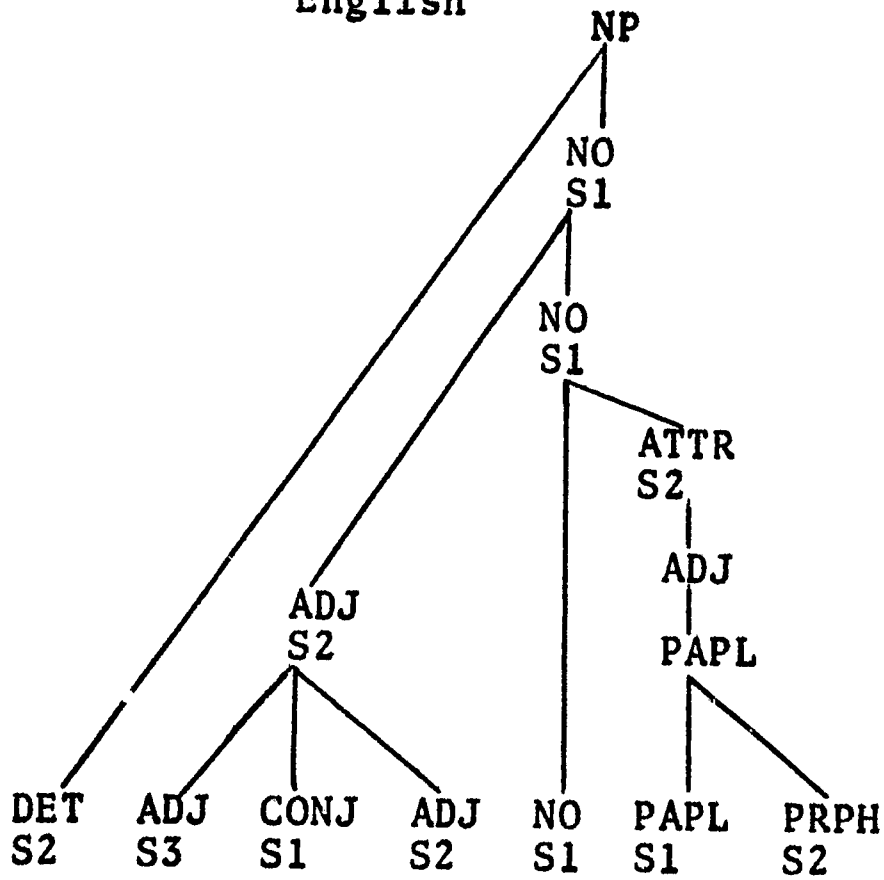 English
NP
NO
S1
NO
S1
ATTR
S2
ADJ
ADJ
S2
PAPL
DET ADJ CONJ ADJ NO PAPL PRPH
S2 S3 S1 S2 S1 S1 S2